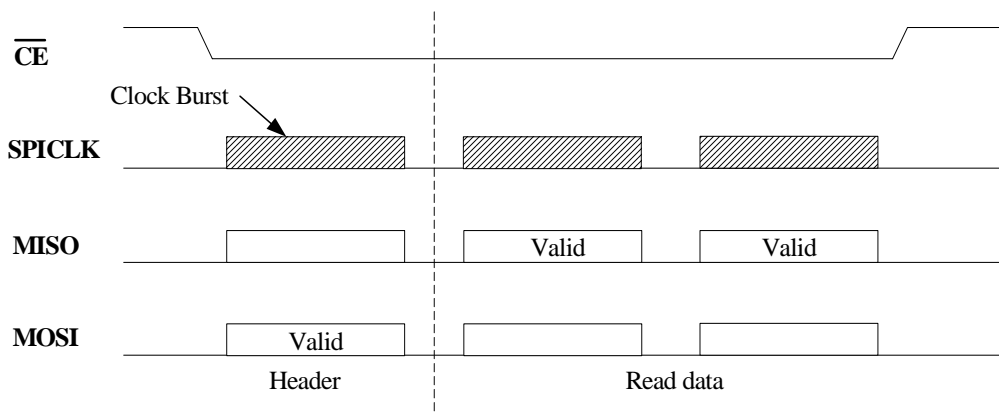 CE
Clock Burst
SPICLK
MISO
Valid
Valid
MOSI
Valid
Header
Read data